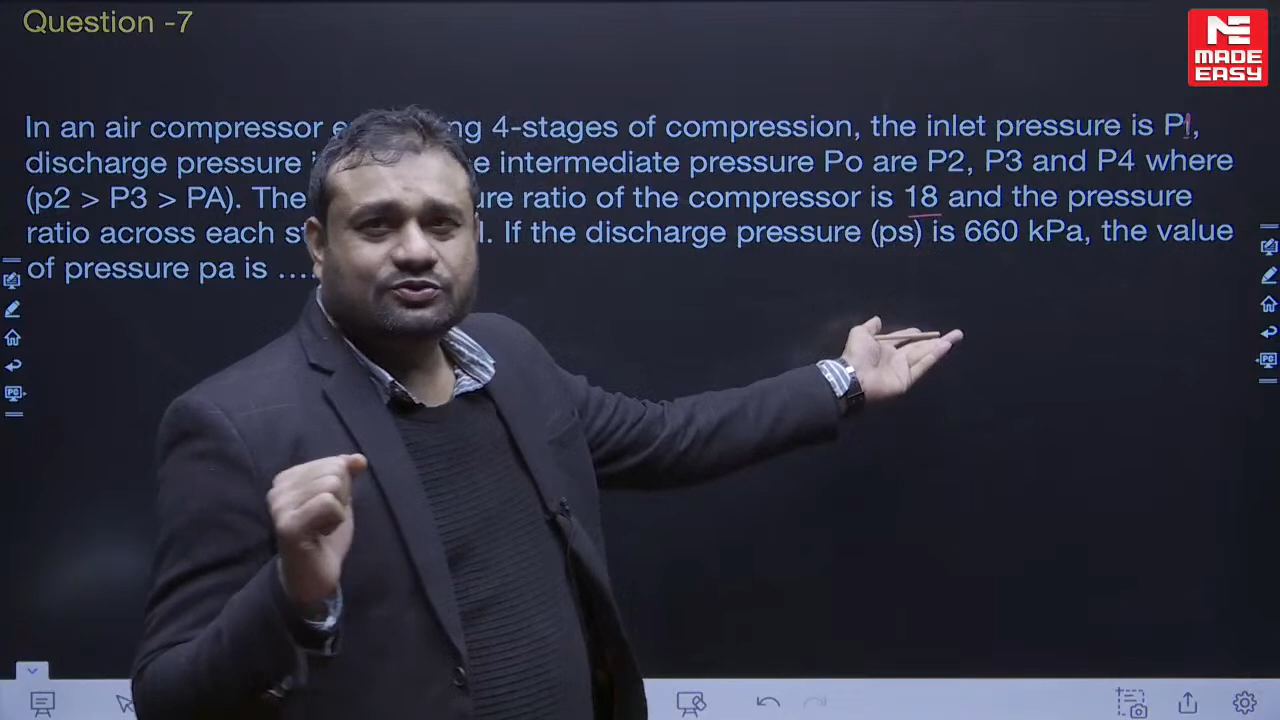 Question -7
ME
MADE
EASY
In an air compressor ng 4-stages of compression, the inlet pressure is P1,
discharge pressure e intermediate pressure Po are P2, P3 and P4 where
(p2 > P3 > PA). The ure ratio of the compressor is 18 and the pressure
ratio across each If the discharge pressure (ps) is 660 kPa, the value
of pressure pa is ....